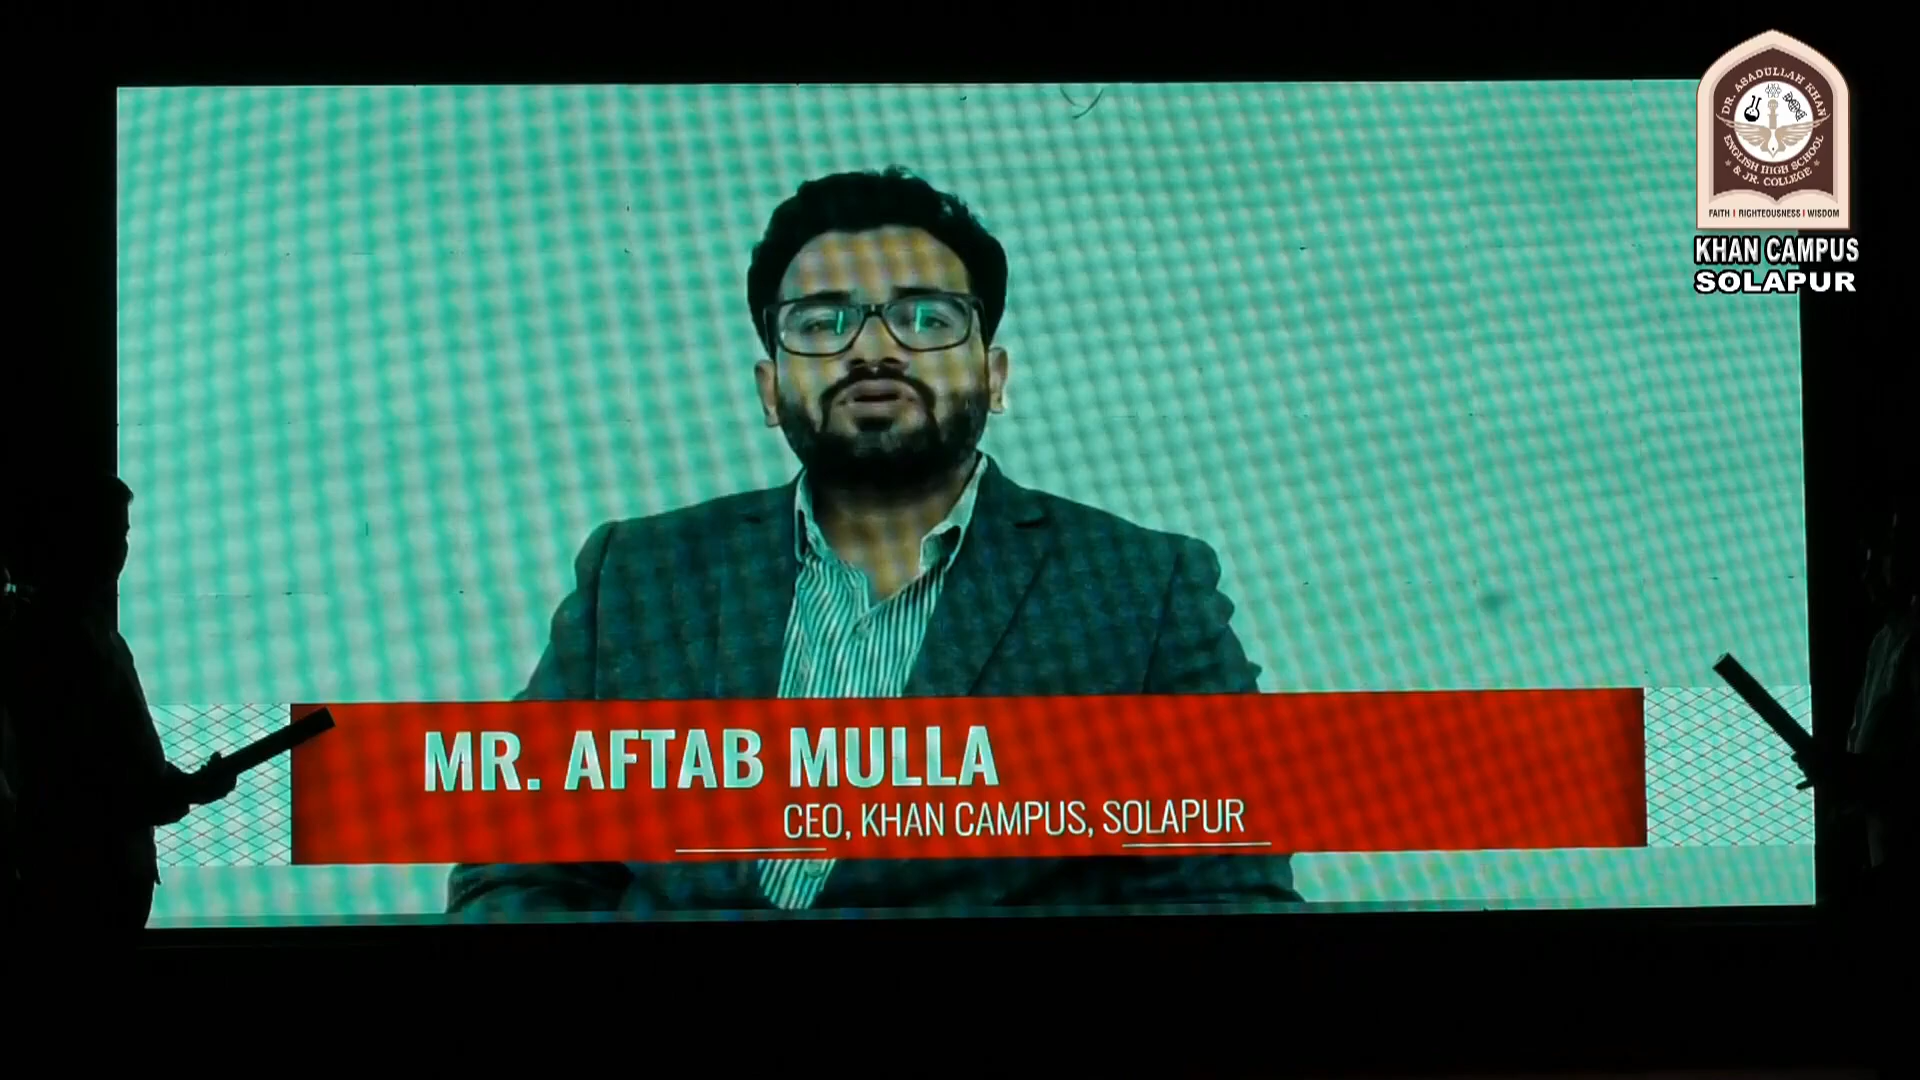 DR. ASADULLAH KHAN
ENGLISH HIGH SCHOOL
& JR. COLLEGE
FAITH | RIGHTEOUSNESS | WISDOM
KHAN CAMPUS
SOLAPUR
MR. AFTAB MULLA
CEO, KHAN CAMPUS, SOLAPUR